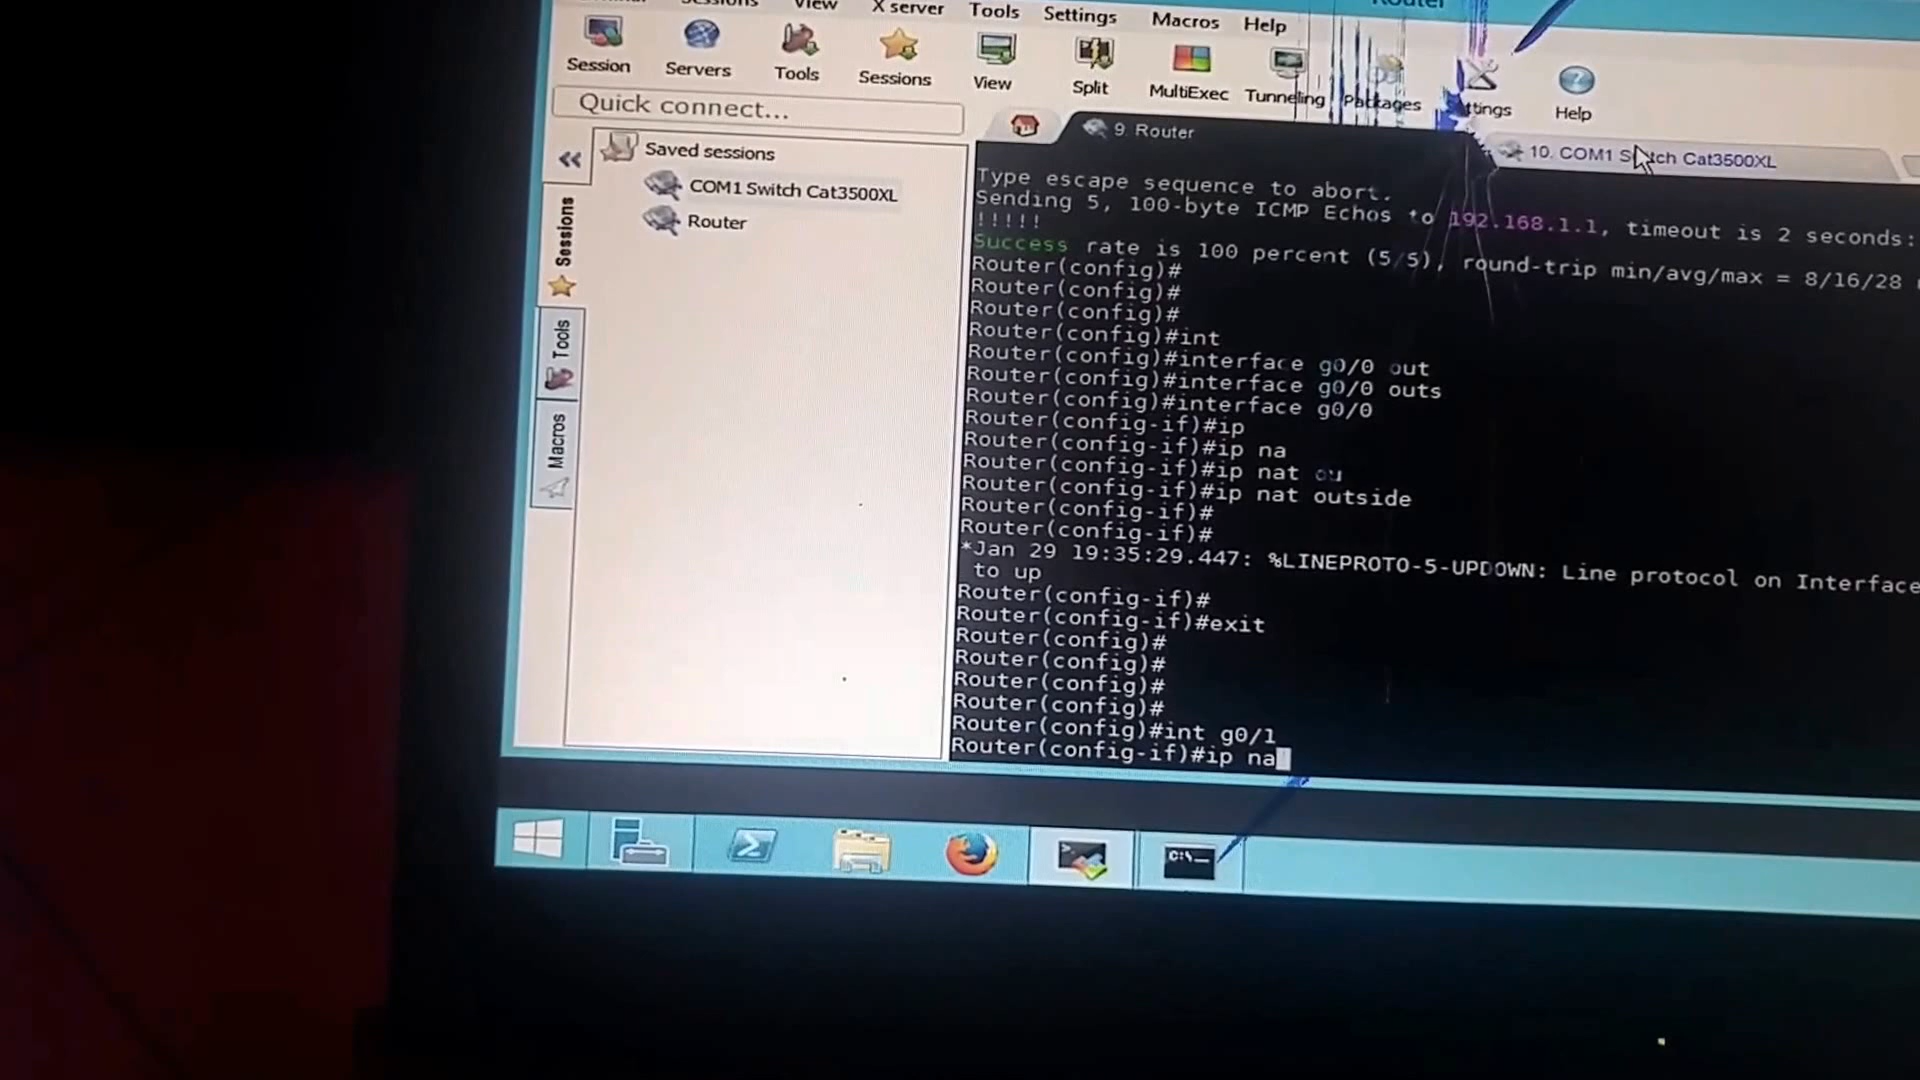 View
X server
Tools
Settings
Macros
Help
Session
Servers
Tools
Sessions
View
Split
MultiExec
Tunneling
Packages
Help
Quick connect...
9. Router
10. COM1 Switch Cat3500XL
Saved sessions
COM1 Switch Cat3500XL
Router
Sessions
Tools
Macros
Type escape sequence to abort.
Sending 5, 100-byte ICMP Echos to 192.168.1.1, timeout is 2 seconds:
!!!!!
Success rate is 100 percent (5/5), round-trip min/avg/max = 8/16/28
Router(config)#
Router(config)#
Router(config)#
Router(config)#int
Router(config)#interface g0/0 out
Router(config)#interface g0/0 outs
Router(config)#interface g0/0
Router(config-if)#ip
Router(config-if)#ip na
Router(config-if)#ip nat ou
Router(config-if)#ip nat outside
Router(config-if)#
Router(config-if)#
*Jan 29 19:35:29.447: %LINEPROTO-5-UPDOWN: Line protocol on Interface
to up
Router(config-if)#
Router(config-if)#exit
Router(config)#
Router(config)#
Router(config)#
Router(config)#
Router(config)#int g0/1
Router(config-if)#ip na
C:\_